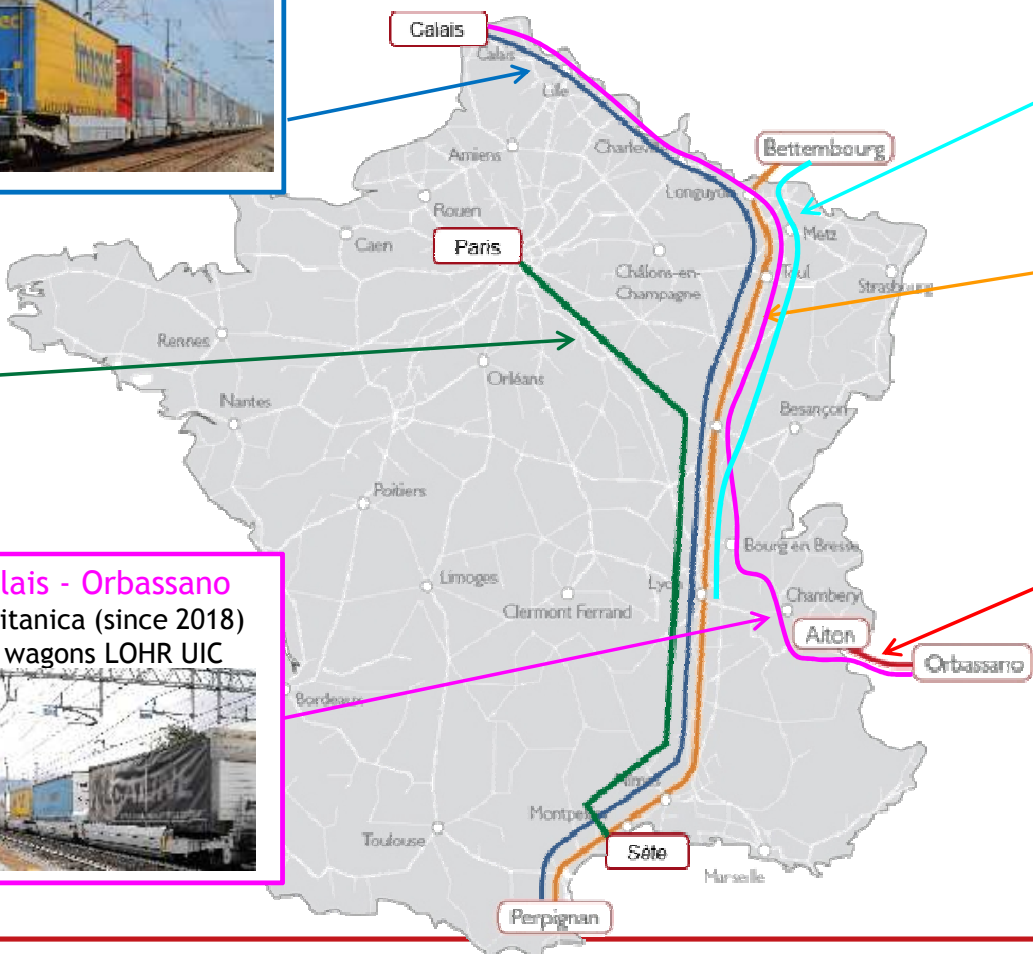 Calais
Calais
Lille
Bettembourg
Amiens
Longuyon
Rouen
Caen
Paris
Metz
Toul
Châlons-en-
Champagne
Strasbourg
Rennes
Orléans
Nantes
Besançon
Poitiers
Bourg en Bresse
lais - Orbassano
itanica (since 2018)
wagons LOHR UIC
Limoges
Lyon
Clermont Ferrand
Chambery
Aiton
Orbassano
Bordeaux
Nimes
Montpe
Toulouse
Sète
Marseille
Perpignan